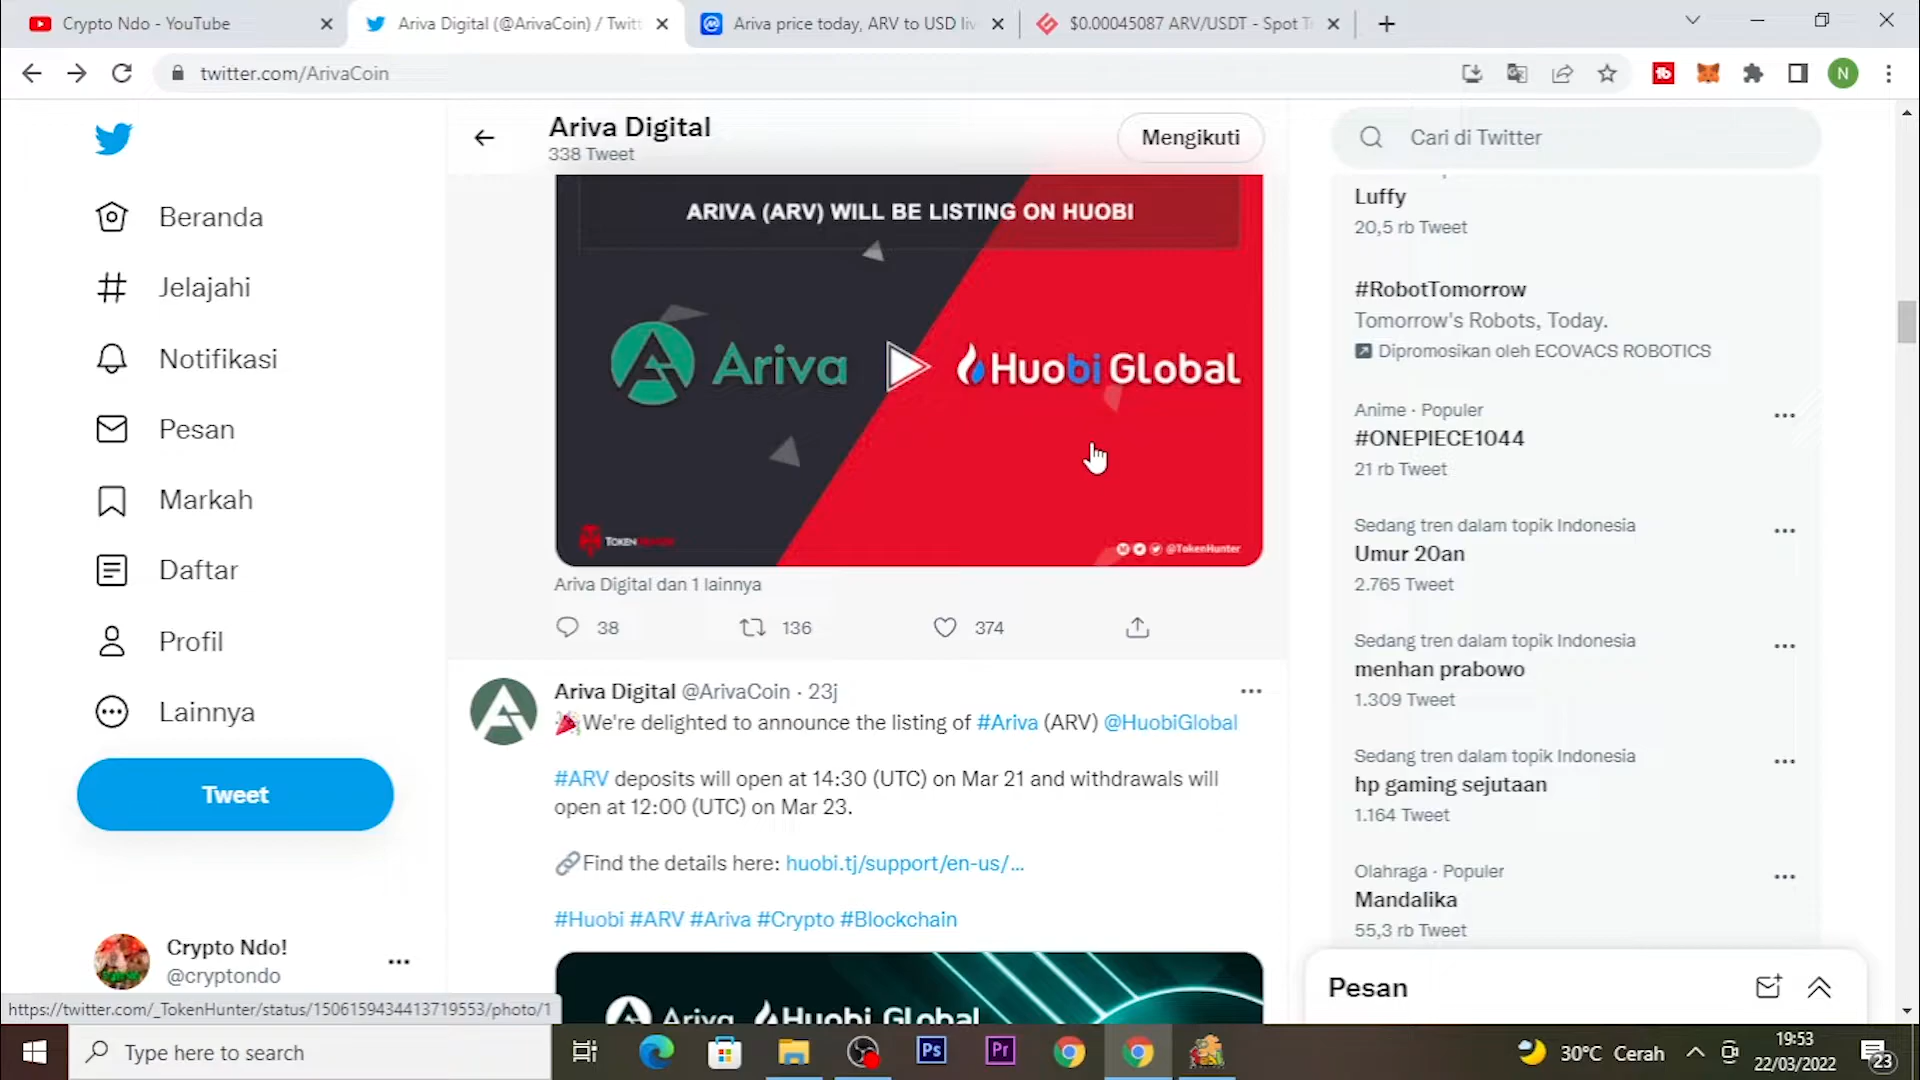 Crypto Ndo - YouTube
Ariva Digital (@ArivaCoin) / Twitt
Ariva price today, ARV to USD liv
$0.00045087 ARV/USDT - Spot Tr
twitter.com/ArivaCoin
N
Beranda
Jelajahi
Notifikasi
Pesan
Markah
Daftar
Profil
Lainnya
Tweet
Crypto Ndo!
@cryptondo
https://twitter.com/_TokenHunter/status/1506159434413719553/photo/1
Ariva Digital
338 Tweet
Mengikuti
ARIVA (ARV) WILL BE LISTING ON HUOBI
Ariva
Huobi Global
@TokenHunter
Ariva Digital dan 1 lainnya
38
136
374
Ariva Digital @ArivaCoin · 23j
🎉We're delighted to announce the listing of #Ariva (ARV) @HuobiGlobal
#ARV deposits will open at 14:30 (UTC) on Mar 21 and withdrawals will
open at 12:00 (UTC) on Mar 23.
🔗Find the details here: huobi.tj/support/en-us/...
#Huobi #ARV #Ariva #Crypto #Blockchain
Ariva Huobi Global
Cari di Twitter
Luffy
20,5 rb Tweet
#RobotTomorrow
Tomorrow's Robots, Today.
Dipromosikan oleh ECOVACS ROBOTICS
Anime · Populer
#ONEPIECE1044
21 rb Tweet
Sedang tren dalam topik Indonesia
Umur 20an
2.765 Tweet
Sedang tren dalam topik Indonesia
menhan prabowo
1.309 Tweet
Sedang tren dalam topik Indonesia
hp gaming sejutaan
1.164 Tweet
Olahraga · Populer
Mandalika
55,3 rb Tweet
Pesan
Type here to search
Ps
Pr
30°C Cerah
19:53
22/03/2022
23